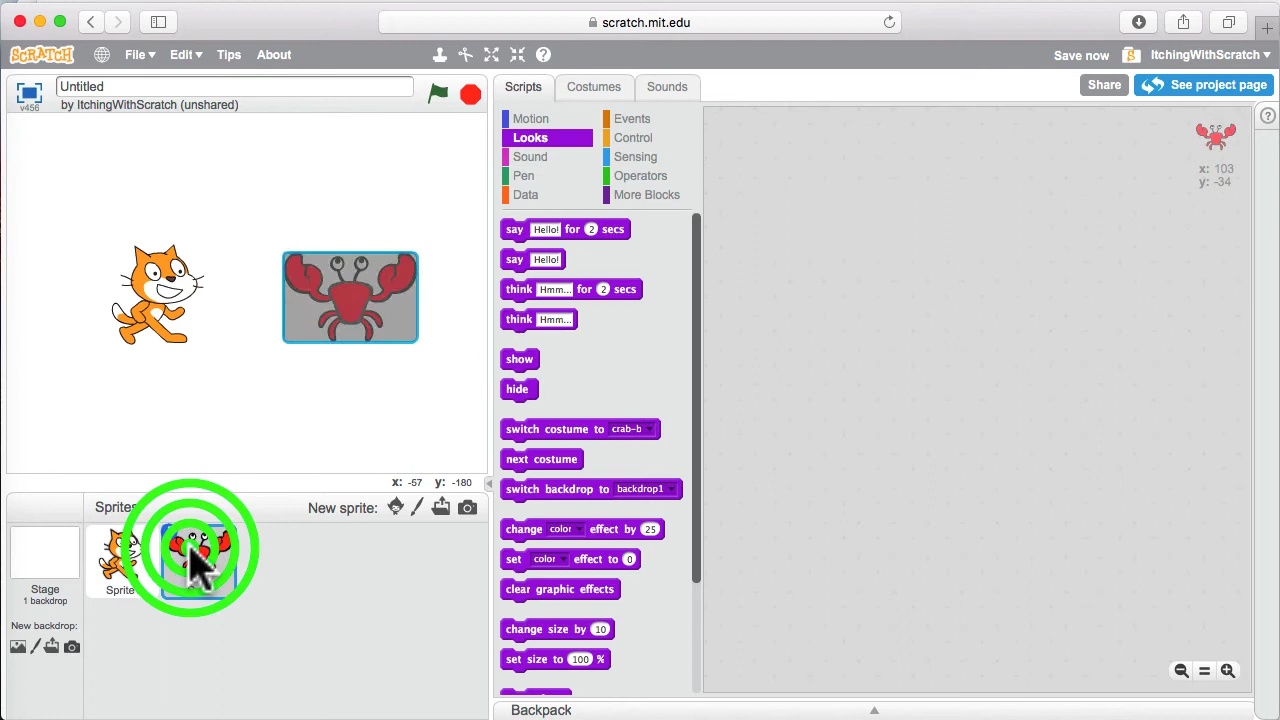 scratch.mit.edu
SCRATCH File Edit Tips About Save now ItchingWithScratch
Untitled
by ItchingWithScratch (unshared)
v456
Scripts Costumes Sounds
Share See project page
Motion Events
Looks Control
Sound Sensing
Pen Operators
Data More Blocks
x: 103
y: -34
say Hello! for 2 secs
say Hello!
think Hmm... for 2 secs
think Hmm...
show
hide
switch costume to crab-b
next costume
switch backdrop to backdrop1
change color effect by 25
set color effect to 0
clear graphic effects
change size by 10
set size to 100 %
x: -57 y: -180
Sprites New sprite:
Stage
1 backdrop
New backdrop:
Backpack